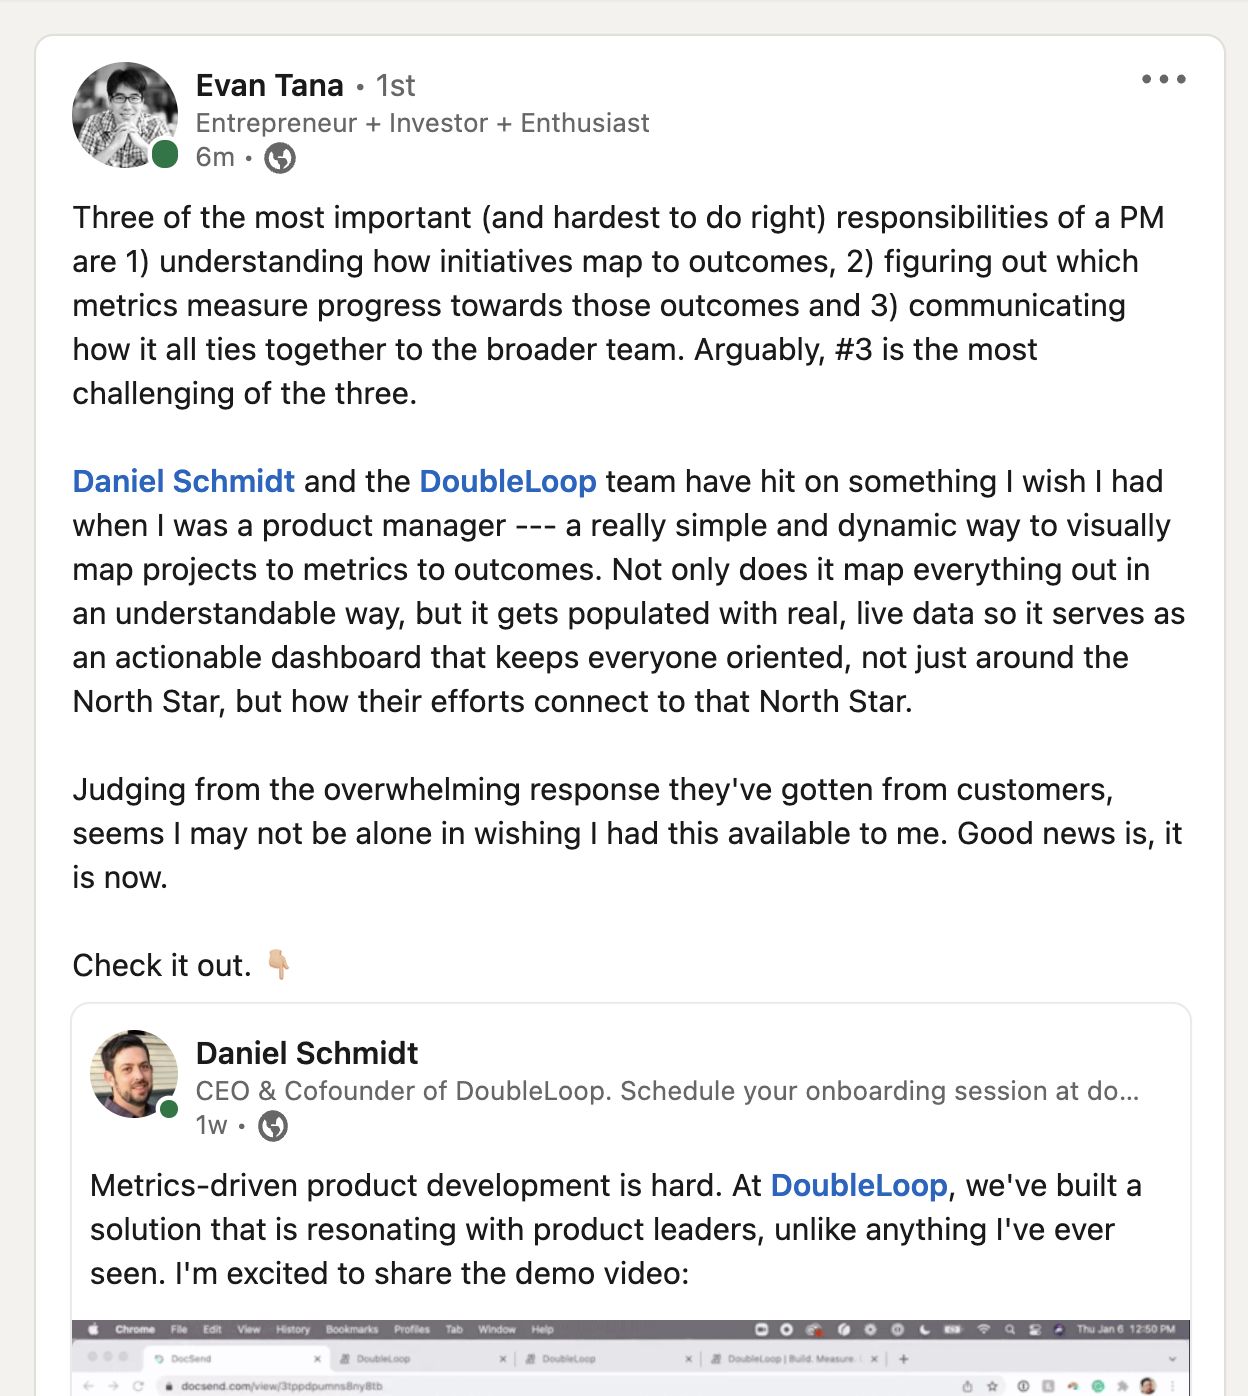 Evan Tana • 1st
Entrepreneur + Investor + Enthusiast
6m •
Three of the most important (and hardest to do right) responsibilities of a PM
are 1) understanding how initiatives map to outcomes, 2) figuring out which
metrics measure progress towards those outcomes and 3) communicating
how it all ties together to the broader team. Arguably, #3 is the most
challenging of the three.
Daniel Schmidt and the DoubleLoop team have hit on something I wish I had
when I was a product manager --- a really simple and dynamic way to visually
map projects to metrics to outcomes. Not only does it map everything out in
an understandable way, but it gets populated with real, live data so it serves as
an actionable dashboard that keeps everyone oriented, not just around the
North Star, but how their efforts connect to that North Star.
Judging from the overwhelming response they've gotten from customers,
seems I may not be alone in wishing I had this available to me. Good news is, it
is now.
Check it out. 👇🏼
Daniel Schmidt
CEO & Cofounder of DoubleLoop. Schedule your onboarding session at do...
1w •
Metrics-driven product development is hard. At DoubleLoop, we've built a
solution that is resonating with product leaders, unlike anything I've ever
seen. I'm excited to share the demo video:
Chrome File Edit View History Bookmarks Profiles Tab Window Help Thu Jan 6 12:50 PM
DocSend DoubleLoop DoubleLoop DoubleLoop | Build. Measure.
docsend.com/view/3tppdpumns8ny8tb